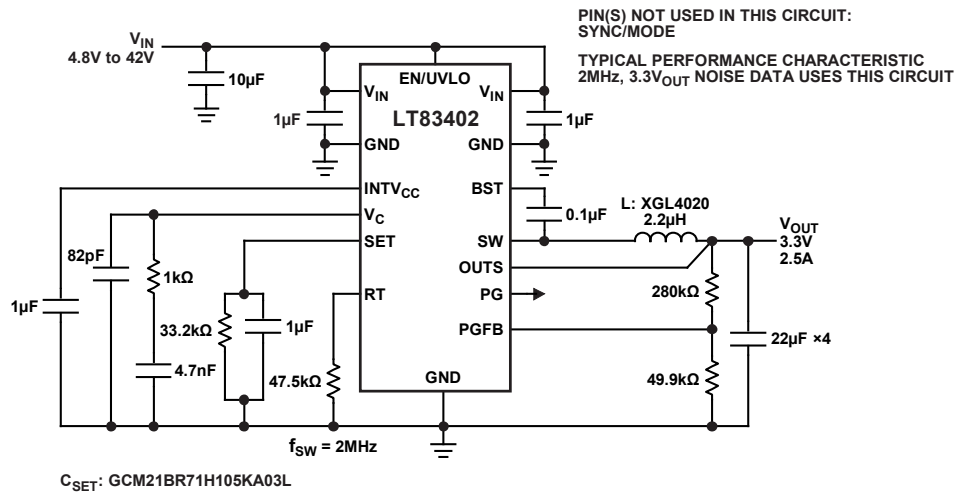 PIN(S) NOT USED IN THIS CIRCUIT:
SYNC/MODE
TYPICAL PERFORMANCE CHARACTERISTIC
2MHz, 3.3VOUT NOISE DATA USES THIS CIRCUIT
VIN
4.8V to 42V
10µF
EN/UVLO
VIN
VIN
1µF
LT83402
1µF
GND
GND
INTVCC
BST
VC
0.1µF
L: XGL4020
2.2µH
SET
SW
VOUT
3.3V
2.5A
82pF
1kΩ
OUTS
RT
PG
280kΩ
1µF
33.2kΩ
1µF
PGFB
22µF ×4
4.7nF
47.5kΩ
GND
49.9kΩ
fSW = 2MHz
CSET: GCM21BR71H105KA03L